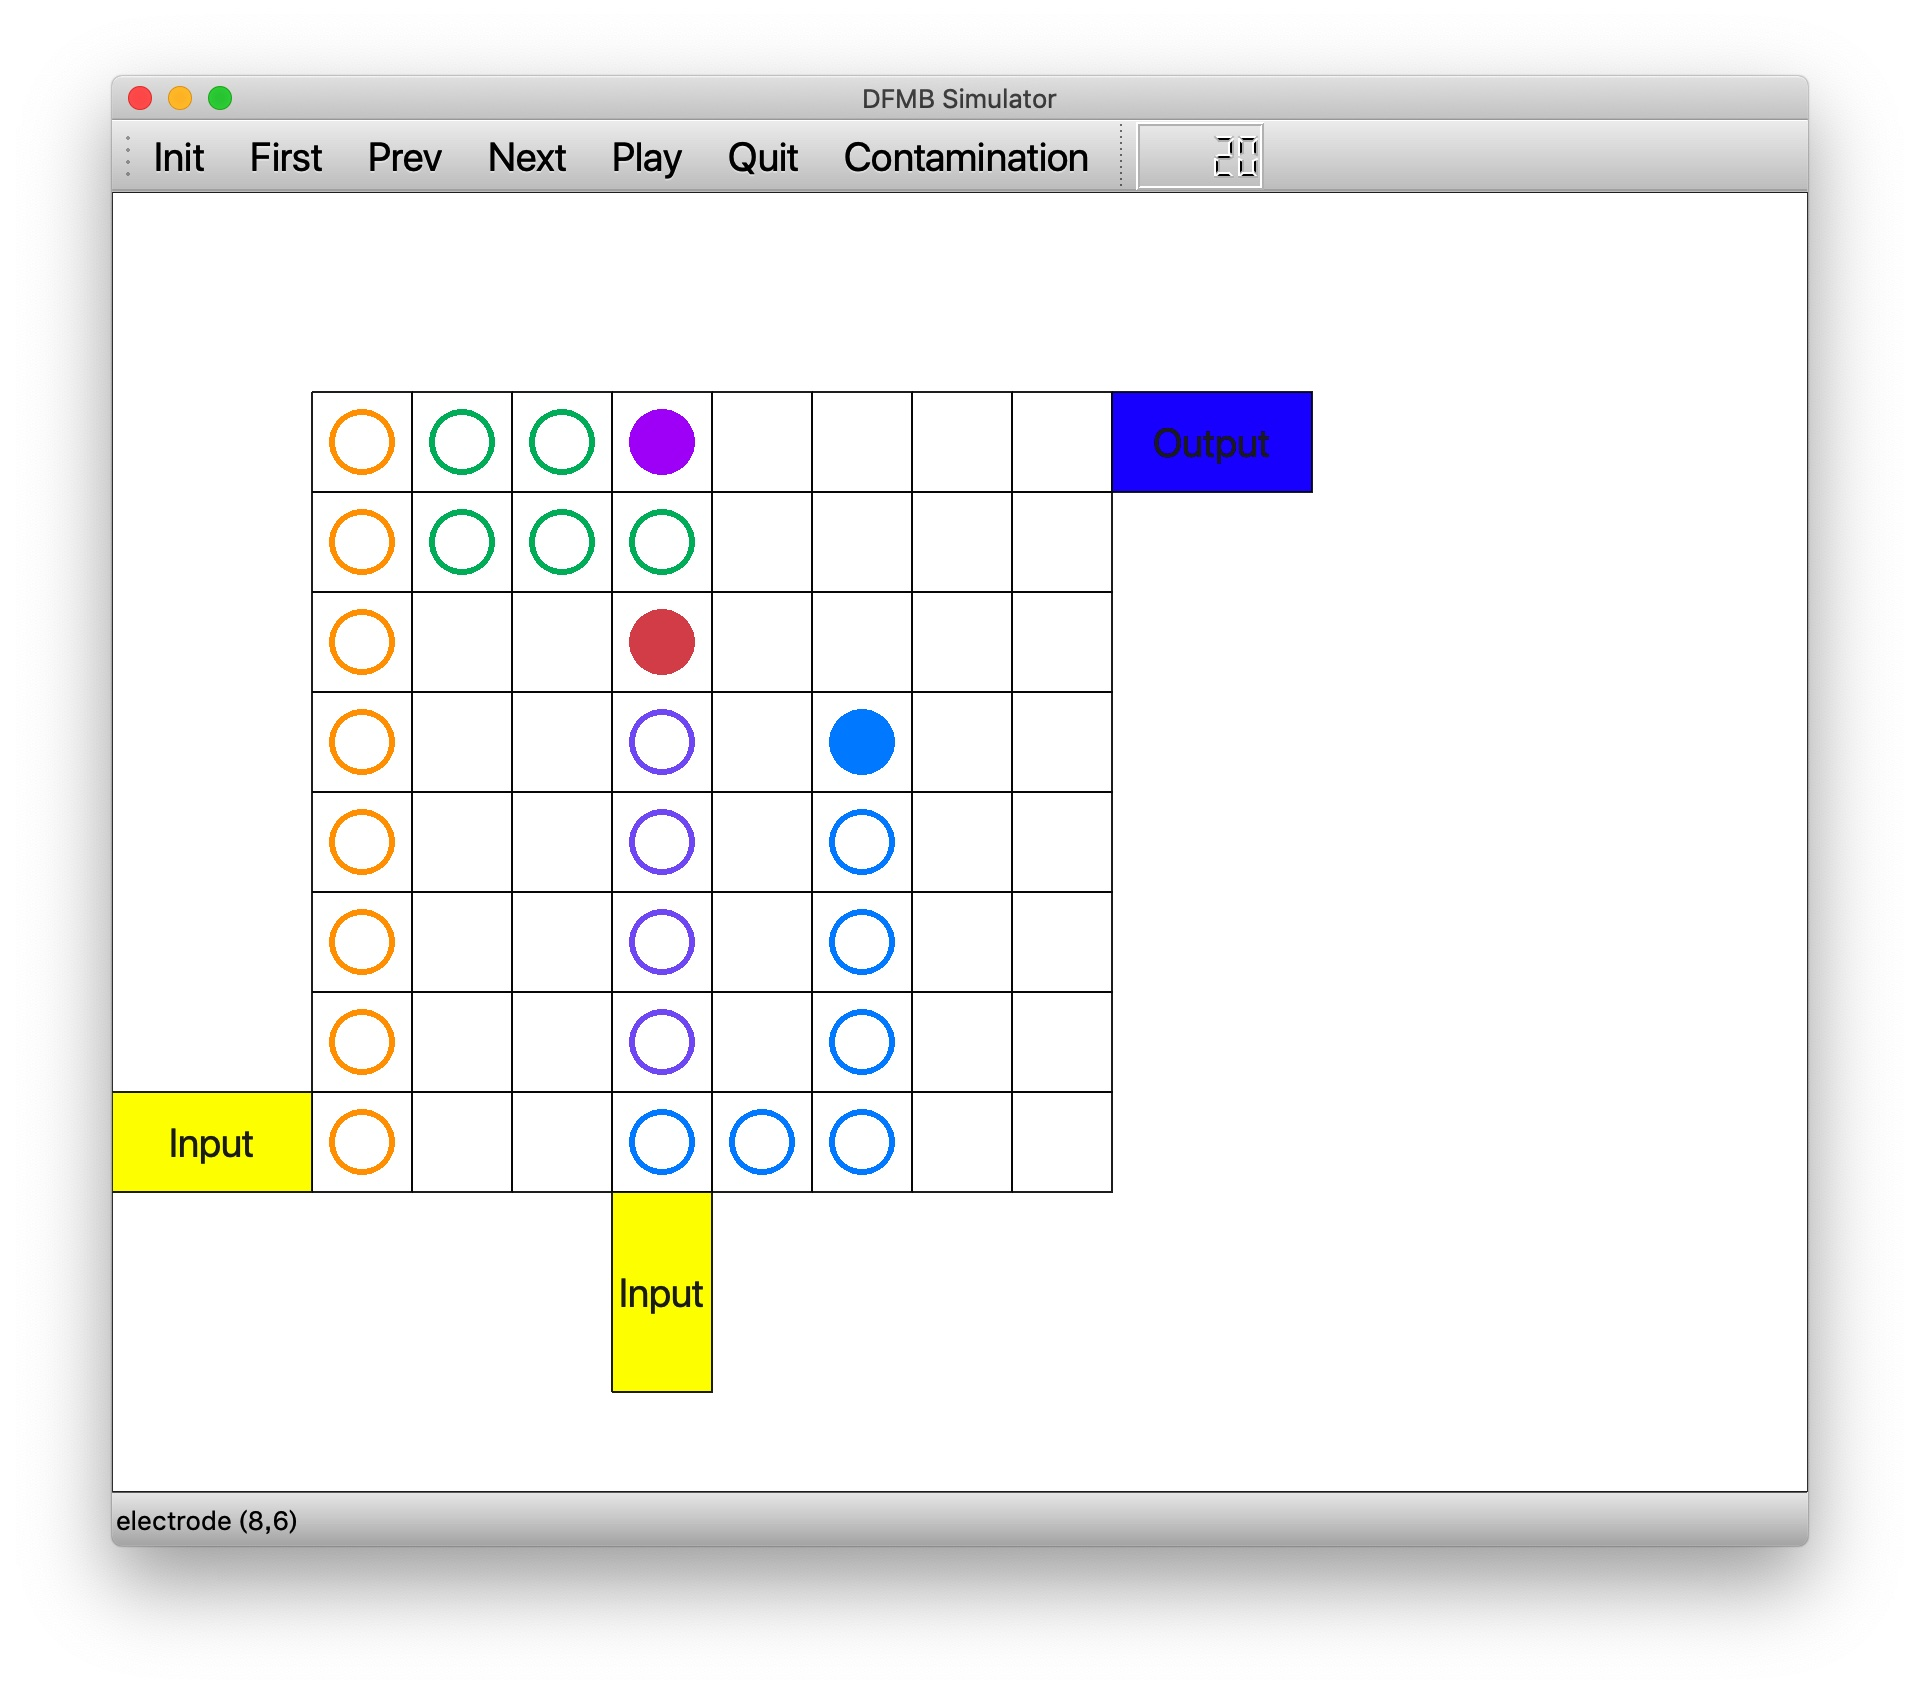 DFMB Simulator
Init First Prev Next Play Quit Contamination 20
Output
Input
Input
electrode (8,6)